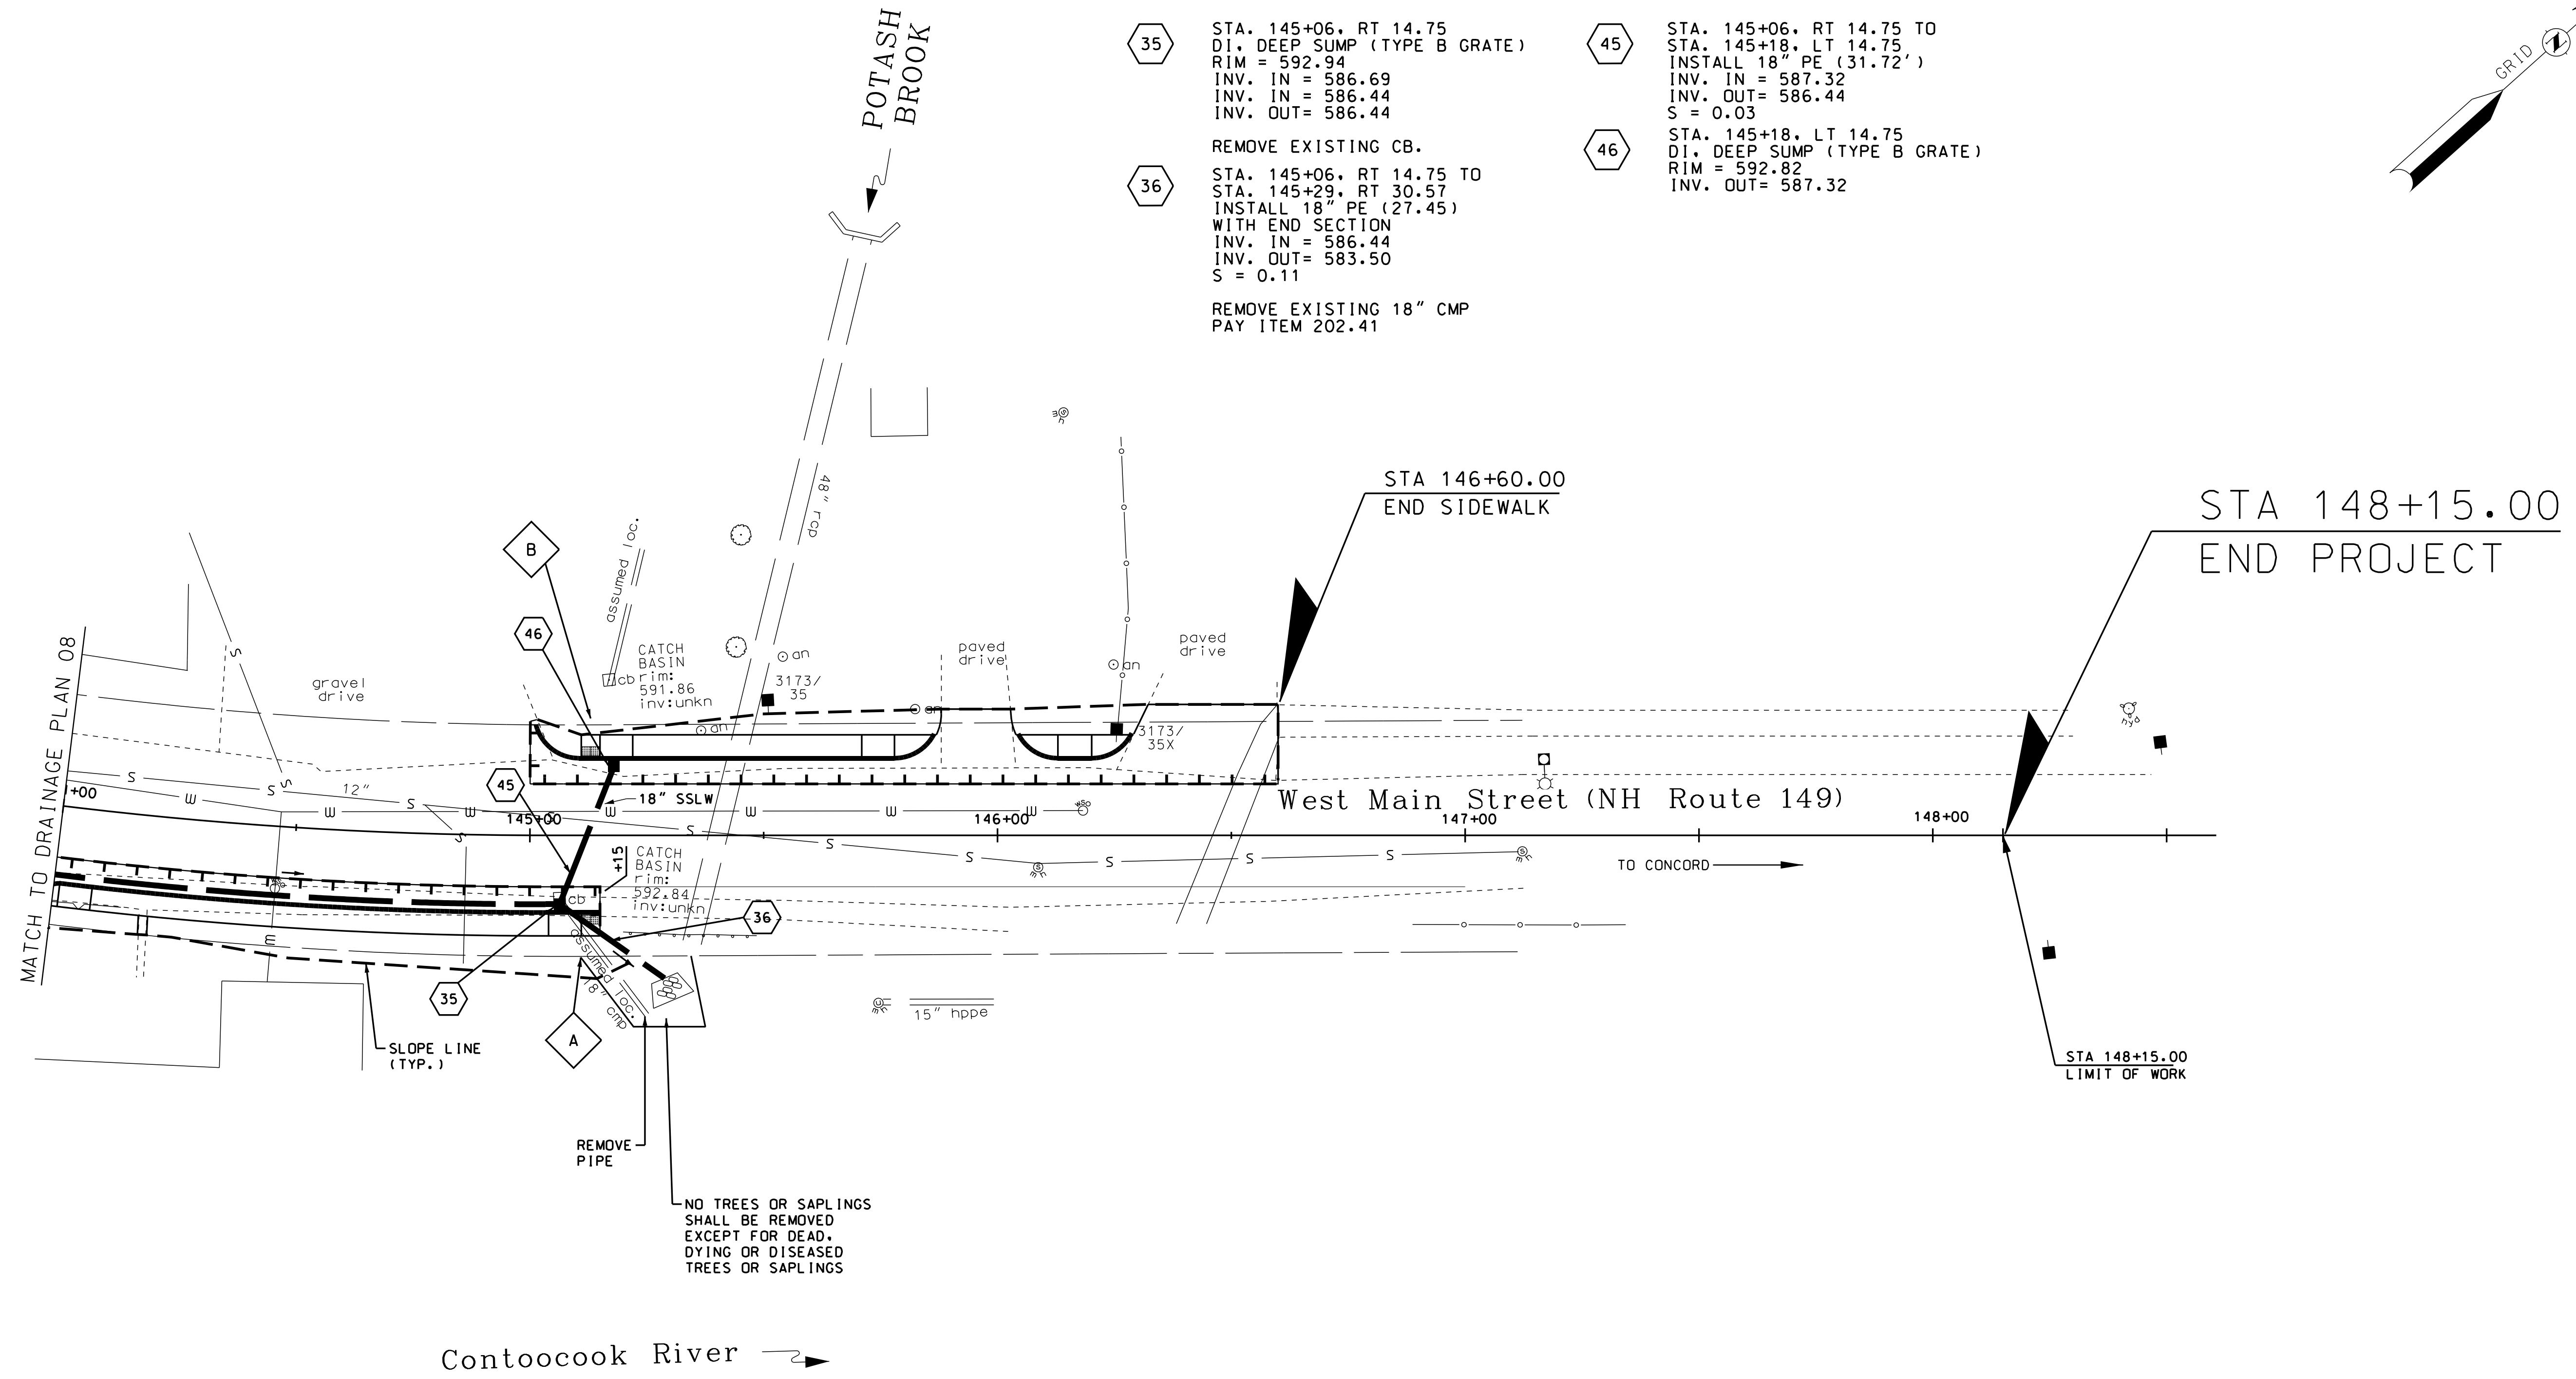 POTASH
BROOK
35
STA. 145+06, RT 14.75
DI, DEEP SUMP (TYPE B GRATE)
RIM = 592.94
INV. IN = 586.69
INV. IN = 586.44
INV. OUT= 586.44
REMOVE EXISTING CB.
36
STA. 145+06, RT 14.75 TO
STA. 145+29, RT 30.57
INSTALL 18" PE (27.45)
WITH END SECTION
INV. IN = 586.44
INV. OUT= 583.50
S = 0.11
REMOVE EXISTING 18" CMP
PAY ITEM 202.41
45
STA. 145+06, RT 14.75 TO
STA. 145+18, LT 14.75
INSTALL 18" PE (31.72')
INV. IN = 587.32
INV. OUT= 586.44
S = 0.03
46
STA. 145+18, LT 14.75
DI, DEEP SUMP (TYPE B GRATE)
RIM = 592.82
INV. OUT= 587.32
GRID
N
48" rcp
STA 146+60.00
END SIDEWALK
STA 148+15.00
END PROJECT
B
46
assumed loc.
CATCH
BASIN
rim:
591.86
inv:unkn
cb
an
3173/
35
an
an
an
paved
drive
paved
drive
3173/
35X
gravel
drive
MATCH TO DRAINAGE PLAN 08
+00
12"
45
18" SSLW
145+00
146+00
147+00
148+00
West Main Street (NH Route 149)
TO CONCORD
hyd
+15
CATCH
BASIN
rim:
592.84
inv:unkn
cb
36
assumed loc.
18" cmp
35
A
15" hppe
SLOPE LINE
(TYP.)
REMOVE
PIPE
NO TREES OR SAPLINGS
SHALL BE REMOVED
EXCEPT FOR DEAD,
DYING OR DISEASED
TREES OR SAPLINGS
STA 148+15.00
LIMIT OF WORK
Contoocook River